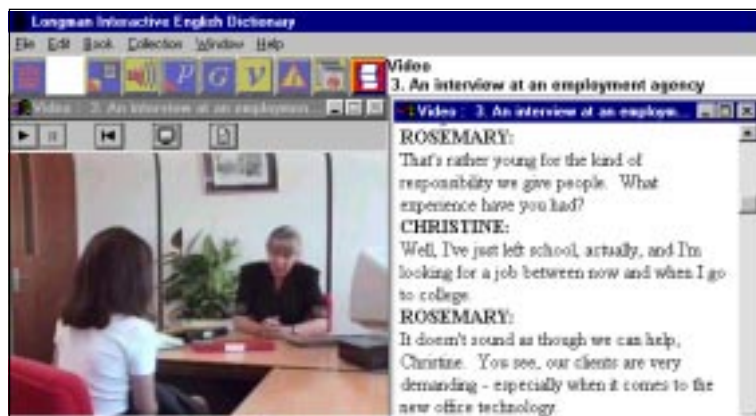 Longman Interactive English Dictionary
File Edit Book Collection Window Help
P G V
Video
3. An interview at an employment agency
Video : 3. An interview at an employmen...
Video : 3. An interview at an employm...
ROSEMARY:
That's rather young for the kind of
responsibility we give people. What
experience have you had?
CHRISTINE:
Well, I've just left school, actually, and I'm
looking for a job between now and when I go
to college.
ROSEMARY:
It doesn't sound as though we can help,
Christine. You see, our clients are very
demanding - especially when it comes to the
new office technology.